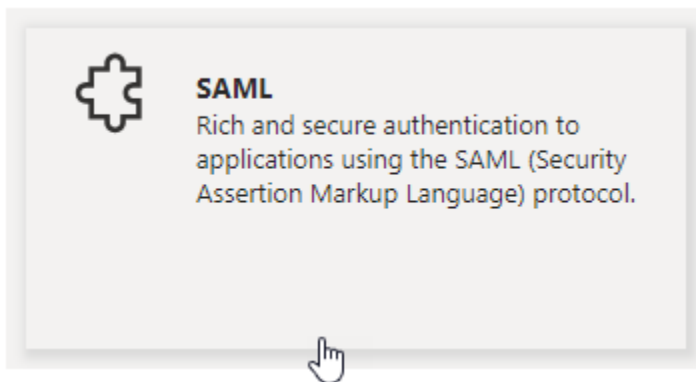 SAML
Rich and secure authentication to
applications using the SAML (Security
Assertion Markup Language) protocol.